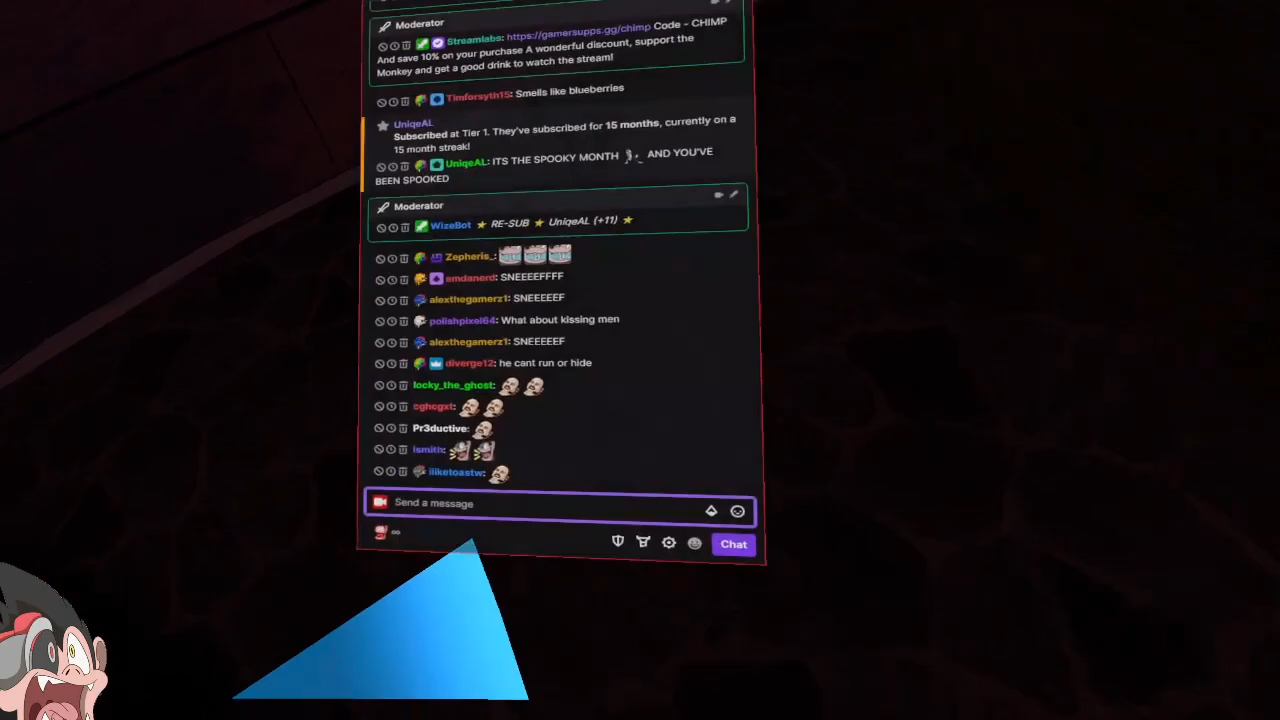 Moderator
Streamlabs: https://gamersupps.gg/chimp Code - CHIMP
And save 10% on your purchase A wonderful discount, support the
Monkey and get a good drink to watch the stream!
Timforsyth15: Smells like blueberries
UniqeAL
Subscribed at Tier 1. They've subscribed for 15 months, currently on a
15 month streak!
UniqeAL: ITS THE SPOOKY MONTH AND YOU'VE
BEEN SPOOKED
Moderator
WizeBot ★ RE-SUB ★ UniqeAL (+11) ★
Zepheris_:
amdanerd: SNEEEEFFFF
alexthegamerz1: SNEEEEEF
polishpixel64: What about kissing men
alexthegamerz1: SNEEEEEF
diverge12: he cant run or hide
locky_the_ghost:
cghcgxt:
Pr3ductive:
lsmith:
iliketoastw:
Send a message
∞
Chat